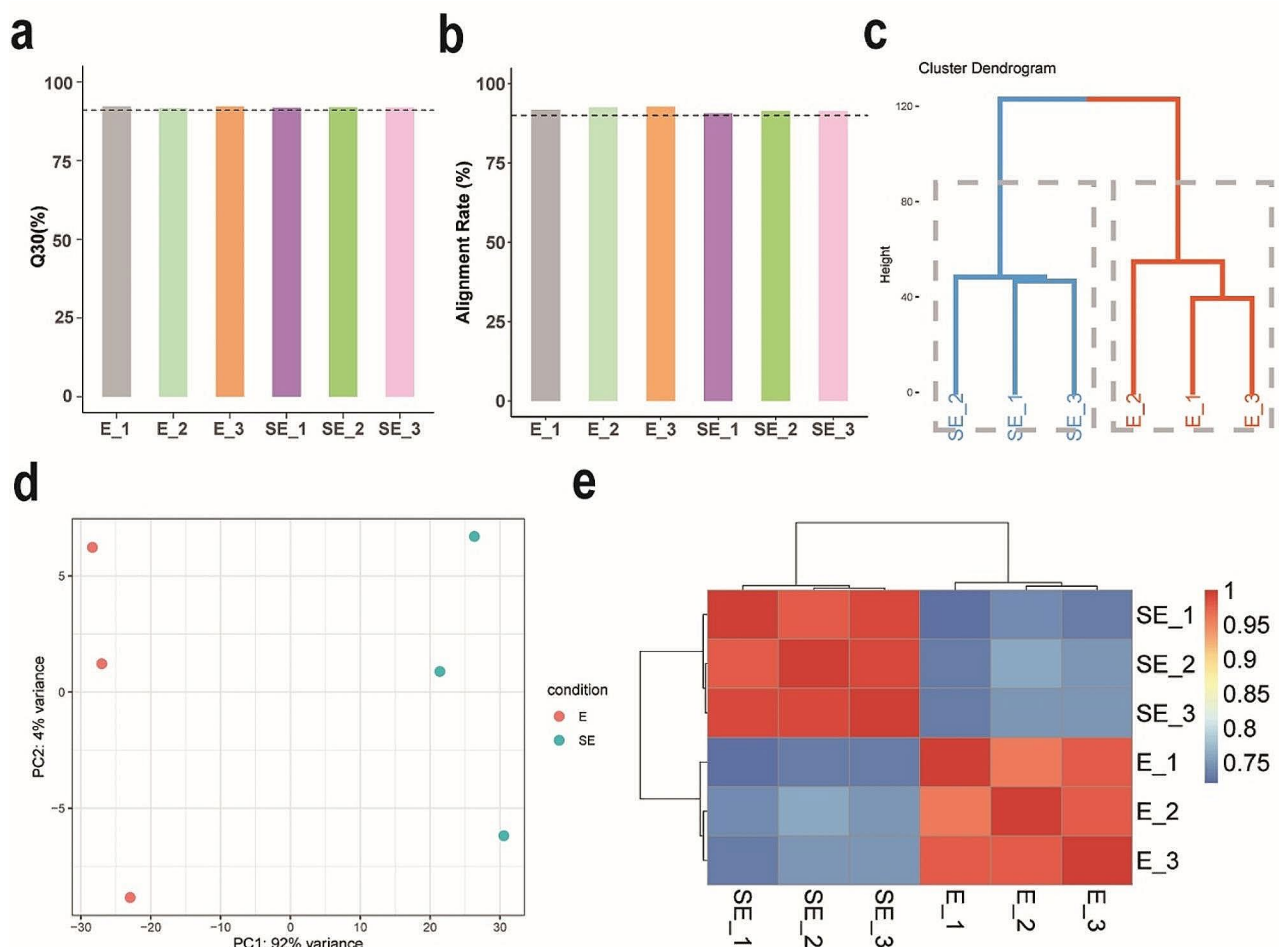 a
Q30(%)
100
75
50
25
0
E_1 E_2 E_3 SE_1 SE_2 SE_3
b
Alignment Rate (%)
100
75
50
25
0
E_1 E_2 E_3 SE_1 SE_2 SE_3
c
Cluster Dendrogram
Height
120
80
40
0
SE_2 SE_1 SE_3 E_2 E_1 E_3
d
PC2: 4% variance
5
0
−5
−30 −20 −10 0 10 20 30
PC1: 92% variance
condition
E
SE
e
SE_1
SE_2
SE_3
E_1
E_2
E_3
SE_1 SE_2 SE_3 E_1 E_2 E_3
1
0.95
0.9
0.85
0.8
0.75